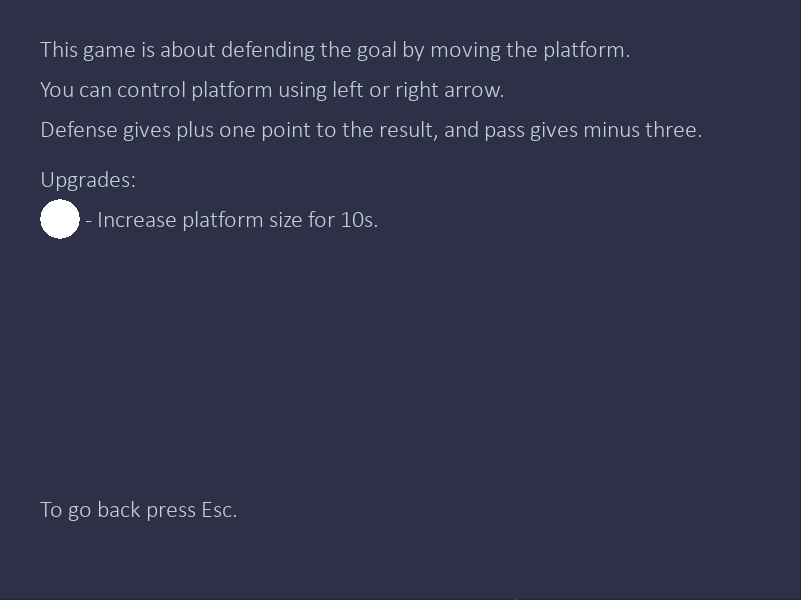 This game is about defending the goal by moving the platform.
You can control platform using left or right arrow.
Defense gives plus one point to the result, and pass gives minus three.
Upgrades:
- Increase platform size for 10s.
To go back press Esc.